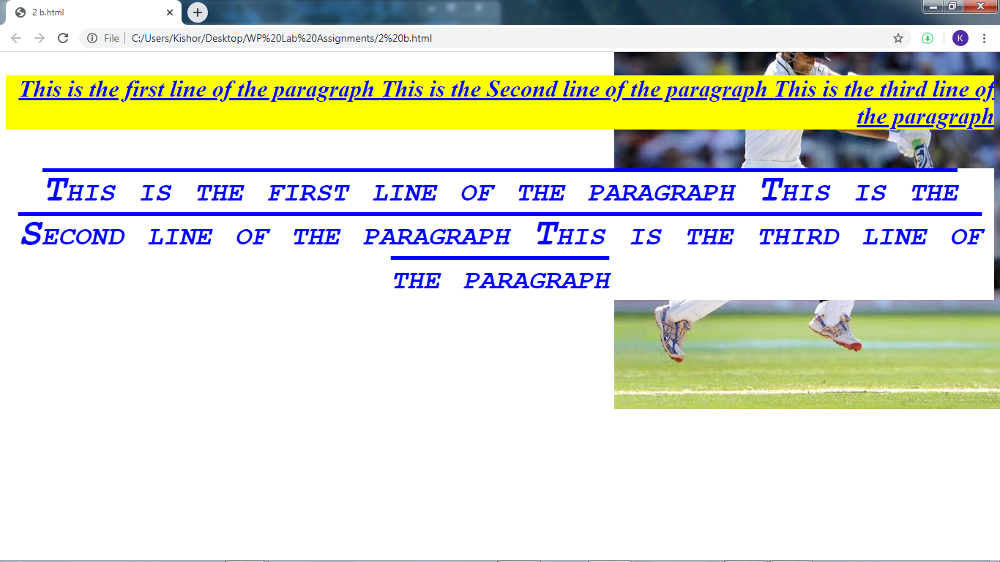 2 b.html
File
C:/Users/Kishor/Desktop/WP%20Lab%20Assignments/2%20b.html
K
This is the first line of the paragraph This is the Second line of the paragraph This is the third line of
the paragraph
This is the first line of the paragraph This is the
Second line of the paragraph This is the third line of
the paragraph